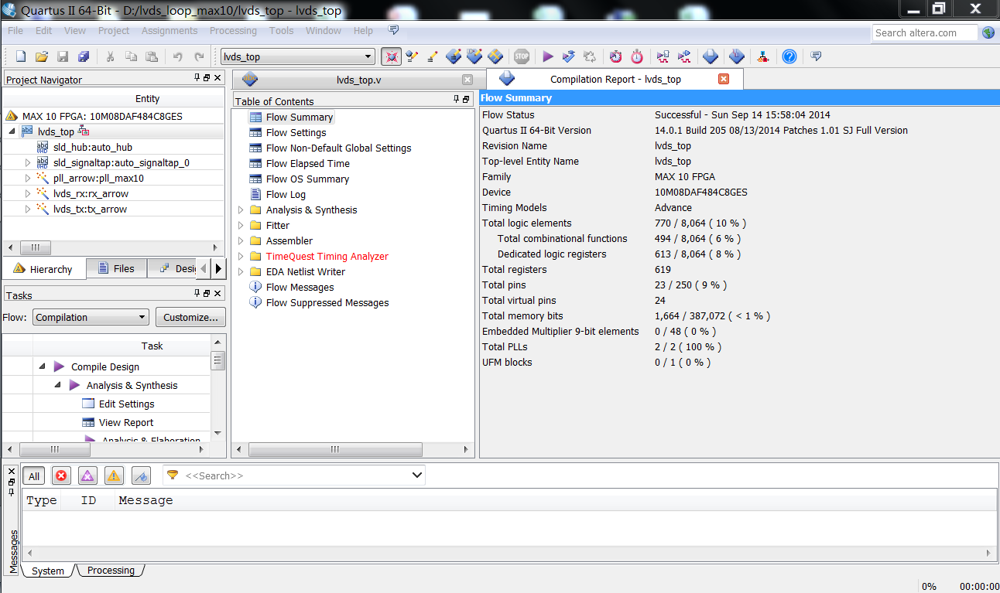 Quartus II 64-Bit - D:/lvds_loop_max10/lvds_top - lvds_top
File Edit View Project Assignments Processing Tools Window Help
Search altera.com
lvds_top
STOP
Project Navigator
Entity
MAX 10 FPGA: 10M08DAF484C8GES
lvds_top
sld_hub:auto_hub
sld_signaltap:auto_signaltap_0
pll_arrow:pll_max10
lvds_rx:rx_arrow
lvds_tx:tx_arrow
Hierarchy Files Desig
Tasks
Flow: Compilation Customize...
Task
Compile Design
Analysis & Synthesis
Edit Settings
View Report
Analysis & Elaboration
lvds_top.v
Compilation Report - lvds_top
Table of Contents
Flow Summary
Flow Settings
Flow Non-Default Global Settings
Flow Elapsed Time
Flow OS Summary
Flow Log
Analysis & Synthesis
Fitter
Assembler
TimeQuest Timing Analyzer
EDA Netlist Writer
Flow Messages
Flow Suppressed Messages
Flow Summary
Flow Status Successful - Sun Sep 14 15:58:04 2014
Quartus II 64-Bit Version 14.0.1 Build 205 08/13/2014 Patches 1.01 SJ Full Version
Revision Name lvds_top
Top-level Entity Name lvds_top
Family MAX 10 FPGA
Device 10M08DAF484C8GES
Timing Models Advance
Total logic elements 770 / 8,064 ( 10 % )
Total combinational functions 494 / 8,064 ( 6 % )
Dedicated logic registers 613 / 8,064 ( 8 % )
Total registers 619
Total pins 23 / 250 ( 9 % )
Total virtual pins 24
Total memory bits 1,664 / 387,072 ( < 1 % )
Embedded Multiplier 9-bit elements 0 / 48 ( 0 % )
Total PLLs 2 / 2 ( 100 % )
UFM blocks 0 / 1 ( 0 % )
All <<Search>>
Type ID Message
Messages
System Processing
0% 00:00:00